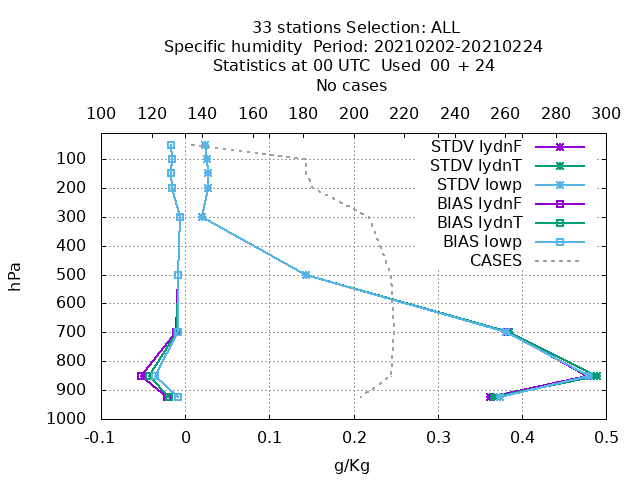 33 stations Selection: ALL
Specific humidity  Period: 20210202-20210224
Statistics at 00 UTC  Used  00 + 24
No cases
100 120 140 160 180 200 220 240 260 280 300
STDV lydnF
STDV lydnT
STDV lowp
BIAS lydnF
BIAS lydnT
BIAS lowp
CASES
hPa
100
200
300
400
500
600
700
800
900
1000
-0.1 0 0.1 0.2 0.3 0.4 0.5
g/Kg